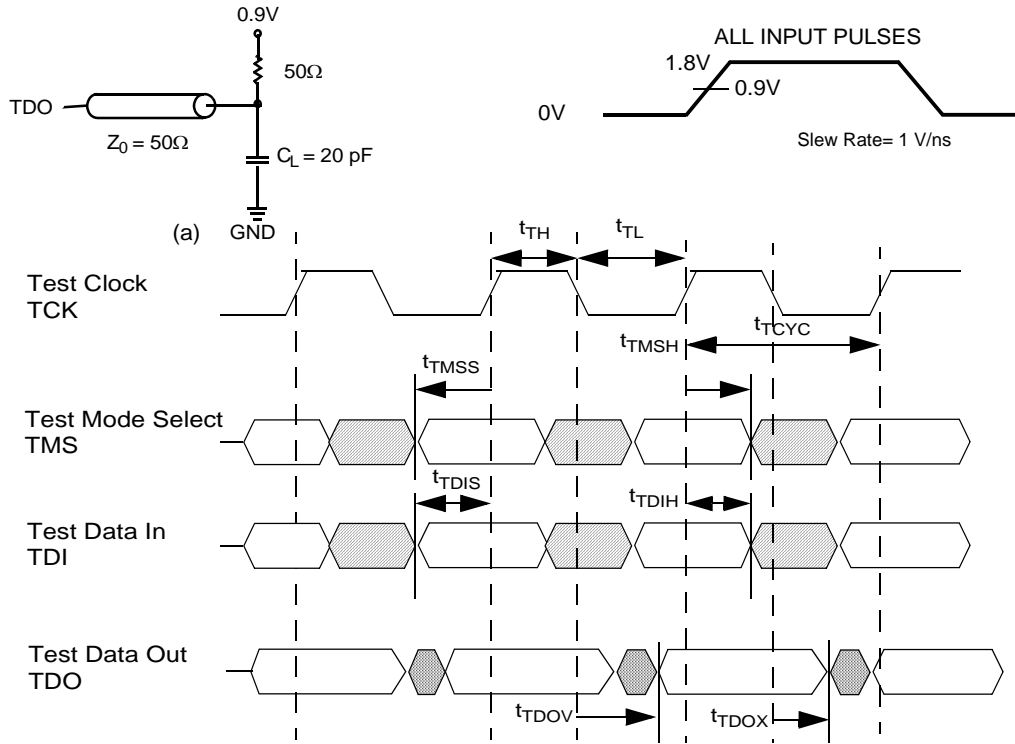 0.9V
50Ω
TDO
Z0 = 50Ω
CL = 20 pF
(a)
GND
ALL INPUT PULSES
1.8V
0.9V
0V
Slew Rate= 1 V/ns
tTH
tTL
Test Clock
TCK
tTCYC
tTMSH
tTMSS
Test Mode Select
TMS
tTDIS
tTDIH
Test Data In
TDI
Test Data Out
TDO
tTDOV
tTDOX